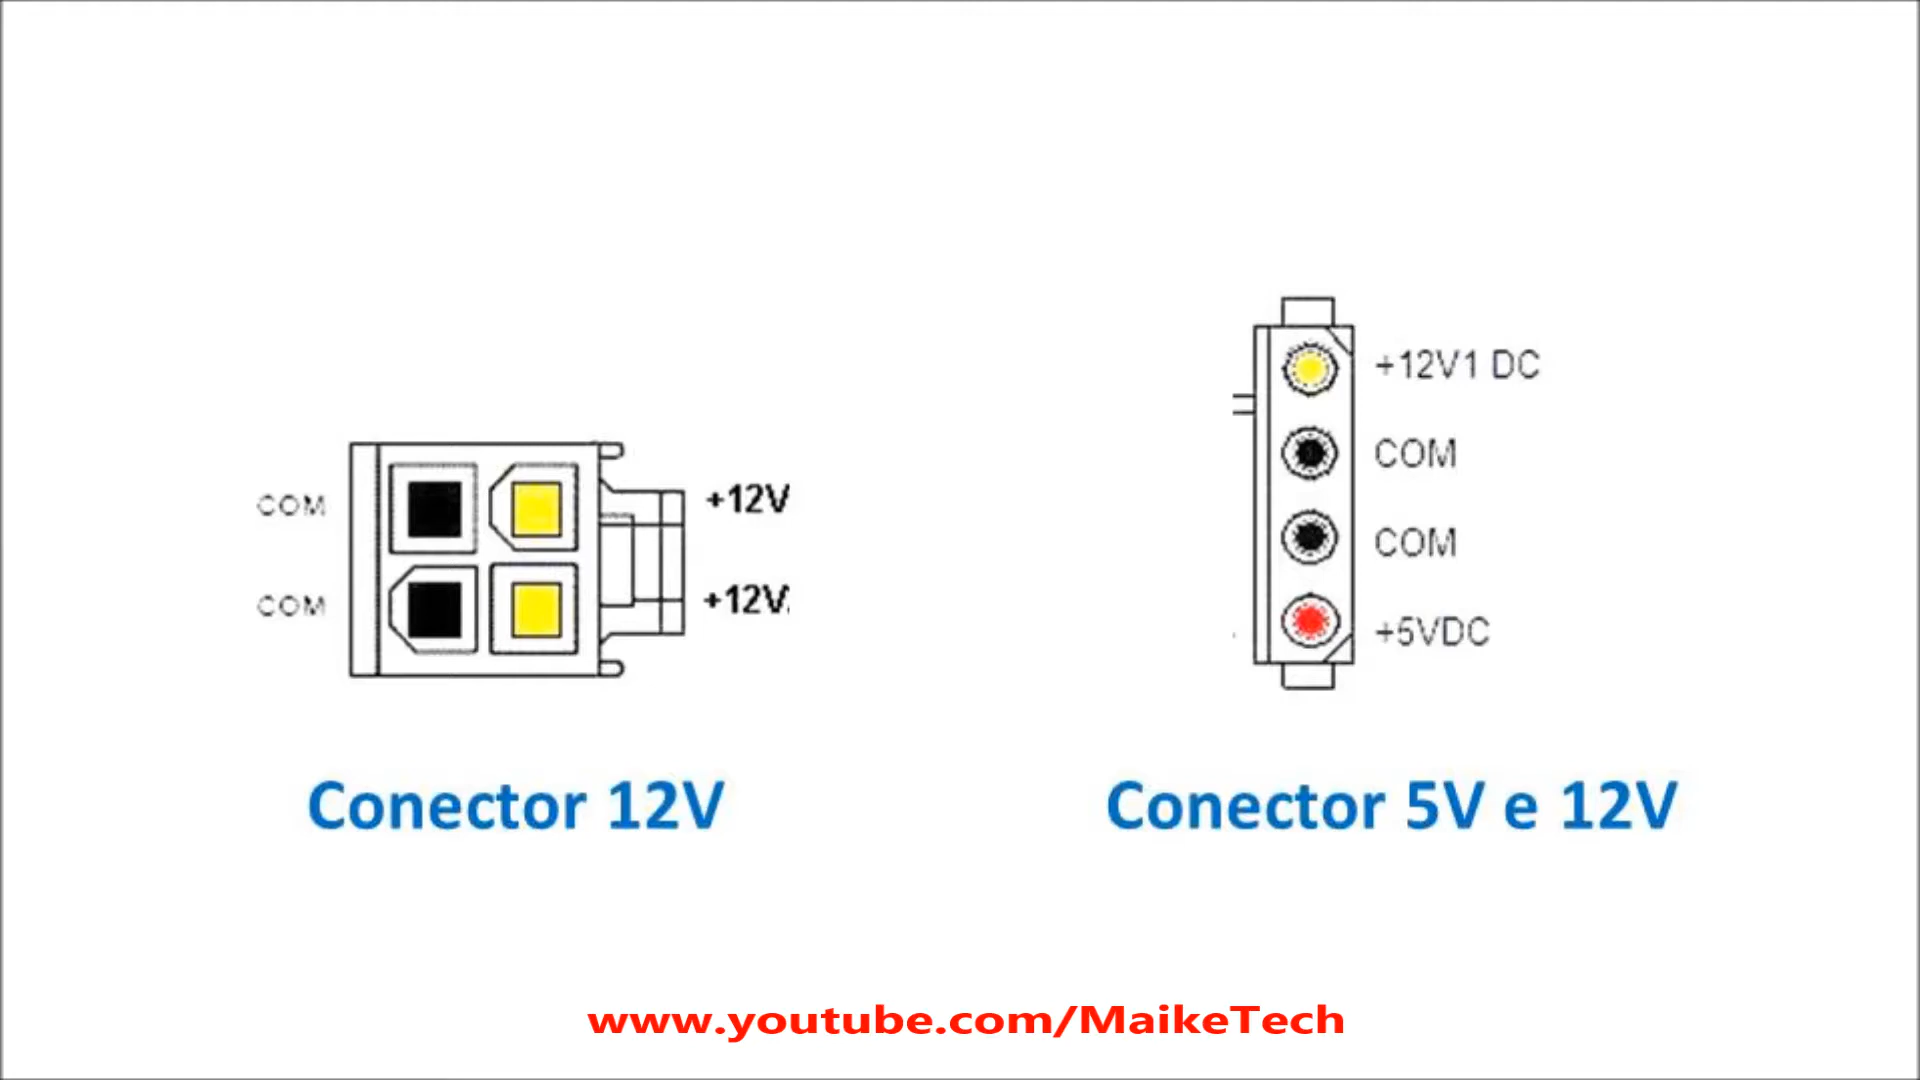 COM
+12V
COM
+12V
Conector 12V
+12V1 DC
COM
COM
+5VDC
Conector 5V e 12V
www.youtube.com/MaikeTech